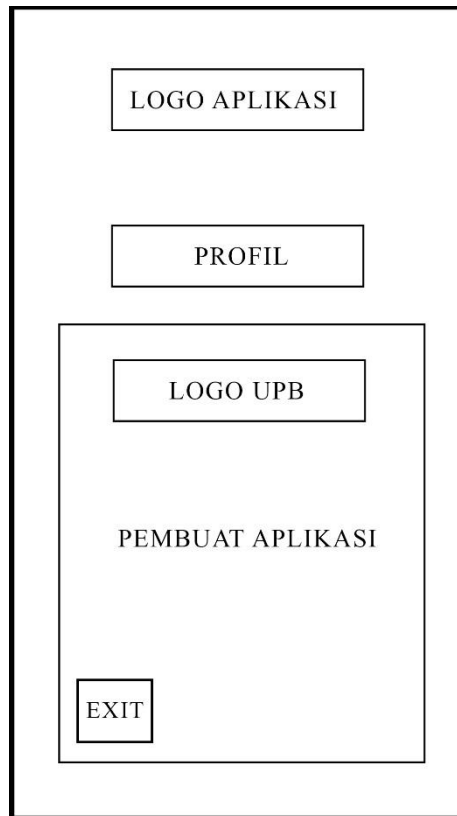 LOGO APLIKASI
PROFIL
LOGO UPB
PEMBUAT APLIKASI
EXIT